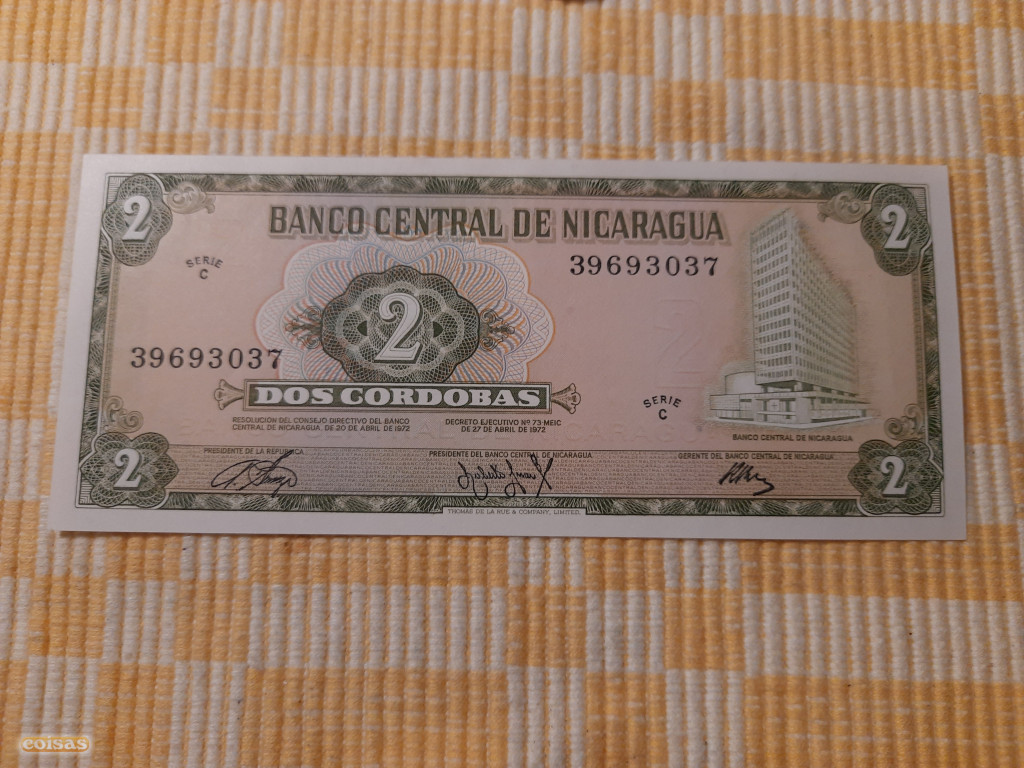 2
2
BANCO CENTRAL DE NICARAGUA
SERIE
C
39693037
2
39693037
2
DOS CORDOBAS
SERIE
C
RESOLUCION DEL CONSEJO DIRECTIVO DEL BANCO
CENTRAL DE NICARAGUA, DE 20 DE ABRIL DE 1972
DECRETO EJECUTIVO Nº 73-MEIC
DE 27 DE ABRIL DE 1972
BANCO CENTRAL DE NICARAGUA
PRESIDENTE DE LA REPUBLICA
PRESIDENTE DEL BANCO CENTRAL DE NICARAGUA
GERENTE DEL BANCO CENTRAL DE NICARAGUA
2
2
THOMAS DE LA RUE & COMPANY, LIMITED.
coisas